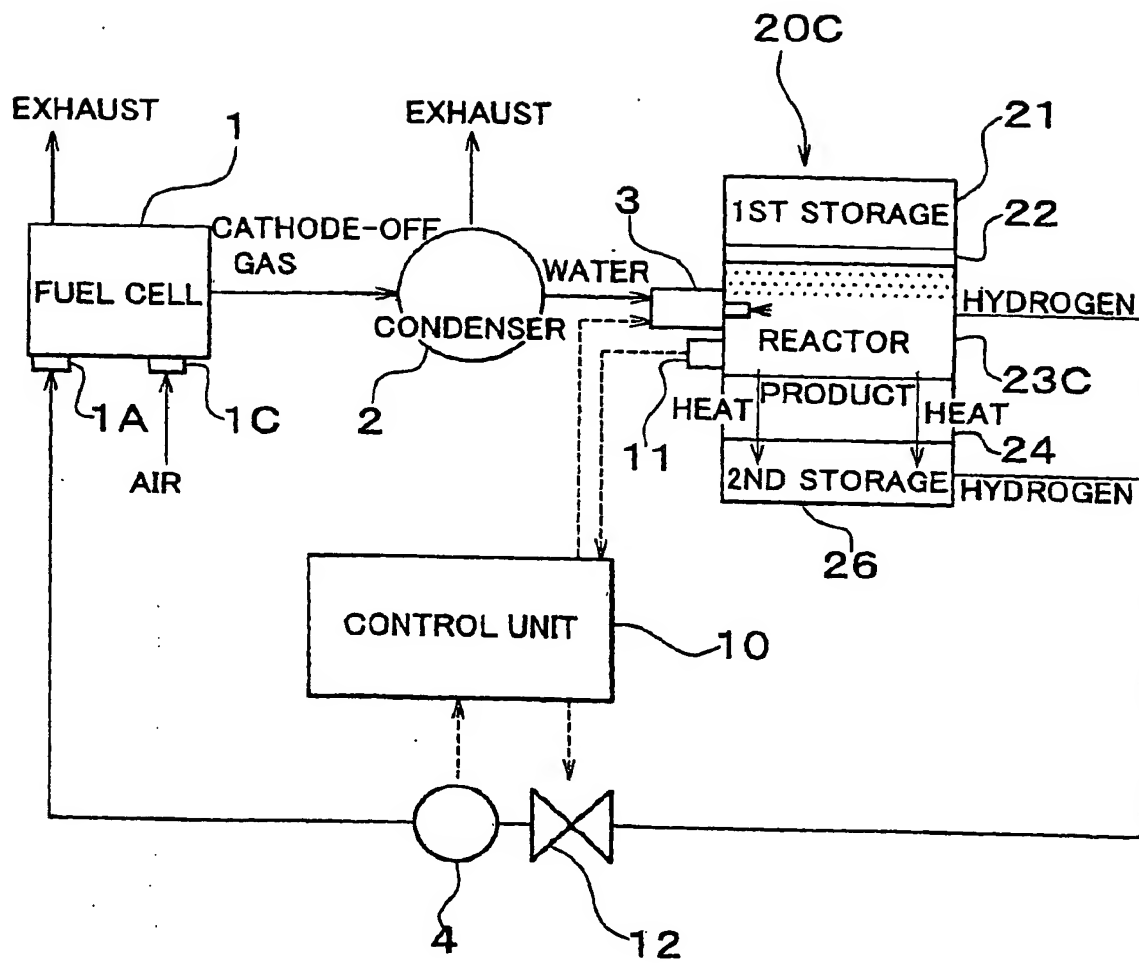 20C
EXHAUST
EXHAUST
1
21
1ST STORAGE
3
22
CATHODE-OFF
GAS
WATER
FUEL CELL
CONDENSER
HYDROGEN
REACTOR
1A
1C
2
11
HEAT
PRODUCT
HEAT
23C
24
AIR
2ND STORAGE
HYDROGEN
26
CONTROL UNIT
10
4
12